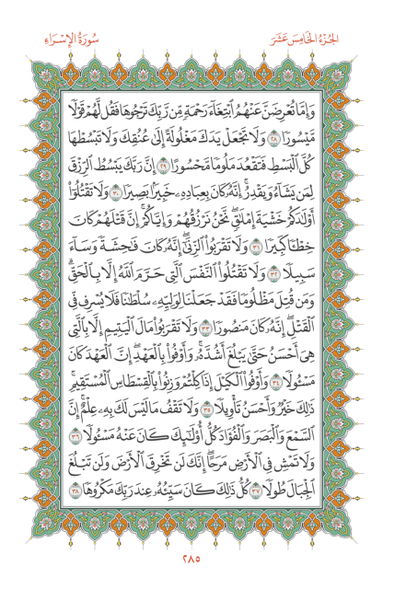 سُورَةُ الإِسْرَاءِ
الجُزْءُ الخَامِسَ عَشَرَ
وَإِمَّا تُعْرِضَنَّ عَنْهُمُ ٱبْتِغَآءَ رَحْمَةٖ مِّن رَّبِّكَ تَرْجُوهَا فَقُل لَّهُمْ قَوْلٗا
مَّيْسُورٗا ٢٨ وَلَا تَجْعَلْ يَدَكَ مَغْلُولَةً إِلَىٰ عُنُقِكَ وَلَا تَبْسُطْهَا
كُلَّ ٱلْبَسْطِ فَتَقْعُدَ مَلُومٗا مَّحْسُورًا ٢٩ إِنَّ رَبَّكَ يَبْسُطُ ٱلرِّزْقَ
لِمَن يَشَآءُ وَيَقْدِرُۚ إِنَّهُۥ كَانَ بِعِبَادِهِۦ خَبِيرَۢا بَصِيرٗا ٣٠ وَلَا تَقْتُلُوٓاْ
أَوْلَٰدَكُمْ خَشْيَةَ إِمْلَٰقٖۖ نَّحْنُ نَرْزُقُهُمْ وَإِيَّاكُمْۚ إِنَّ قَتْلَهُمْ كَانَ
خِطْـٔٗا كَبِيرٗا ٣١ وَلَا تَقْرَبُواْ ٱلزِّنَىٰٓۖ إِنَّهُۥ كَانَ فَٰحِشَةٗ وَسَآءَ
سَبِيلٗا ٣٢ وَلَا تَقْتُلُواْ ٱلنَّفْسَ ٱلَّتِي حَرَّمَ ٱللَّهُ إِلَّا بِٱلْحَقِّۗ
وَمَن قُتِلَ مَظْلُومٗا فَقَدْ جَعَلْنَا لِوَلِيِّهِۦ سُلْطَٰنٗا فَلَا يُسْرِف فِّي
ٱلْقَتْلِۖ إِنَّهُۥ كَانَ مَنصُورٗا ٣٣ وَلَا تَقْرَبُواْ مَالَ ٱلْيَتِيمِ إِلَّا بِٱلَّتِي
هِيَ أَحْسَنُ حَتَّىٰ يَبْلُغَ أَشُدَّهُۥۚ وَأَوْفُواْ بِٱلْعَهْدِۖ إِنَّ ٱلْعَهْدَ كَانَ
مَسْـُٔولٗا ٣٤ وَأَوْفُواْ ٱلْكَيْلَ إِذَا كِلْتُمْ وَزِنُواْ بِٱلْقِسْطَاسِ ٱلْمُسْتَقِيمِۚ
ذَٰلِكَ خَيْرٞ وَأَحْسَنُ تَأْوِيلٗا ٣٥ وَلَا تَقْفُ مَا لَيْسَ لَكَ بِهِۦ عِلْمٌۚ إِنَّ
ٱلسَّمْعَ وَٱلْبَصَرَ وَٱلْفُؤَادَ كُلُّ أُوْلَٰٓئِكَ كَانَ عَنْهُ مَسْـُٔولٗا ٣٦
وَلَا تَمْشِ فِي ٱلْأَرْضِ مَرَحًاۖ إِنَّكَ لَن تَخْرِقَ ٱلْأَرْضَ وَلَن تَبْلُغَ
ٱلْجِبَالَ طُولٗا ٣٧ كُلُّ ذَٰلِكَ كَانَ سَيِّئُهُۥ عِندَ رَبِّكَ مَكْرُوهٗا ٣٨
٢٨٥